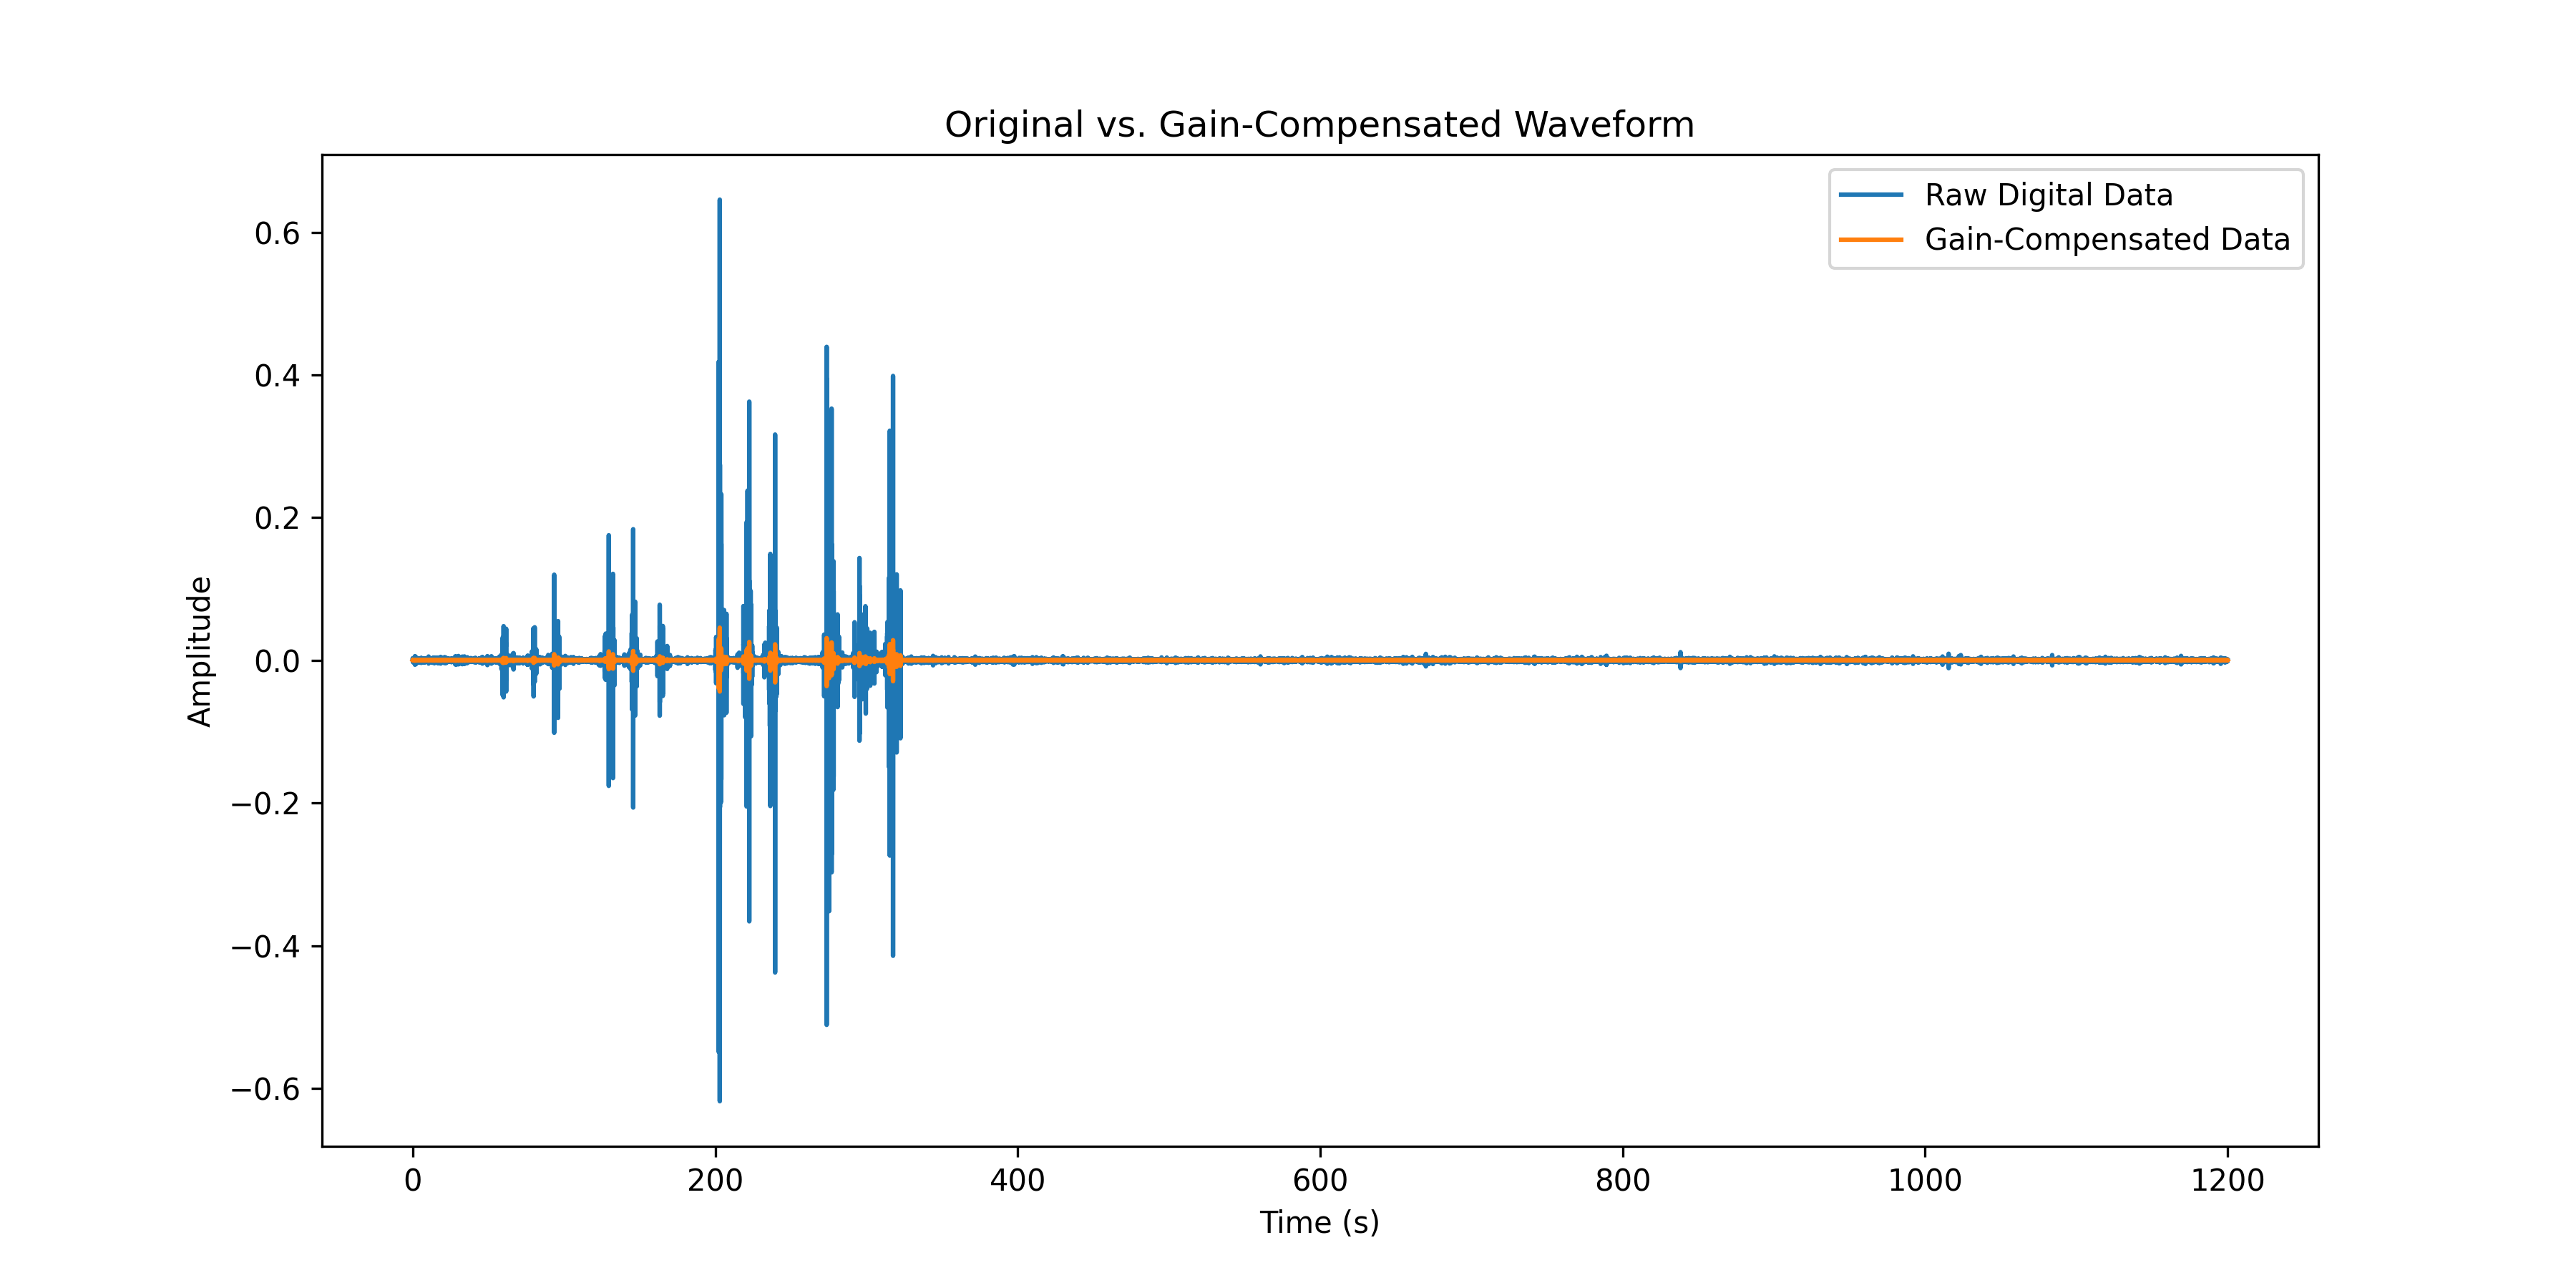 Original vs. Gain-Compensated Waveform
Raw Digital Data
Gain-Compensated Data
Amplitude
0.6
0.4
0.2
0.0
−0.2
−0.4
−0.6
0 200 400 600 800 1000 1200
Time (s)